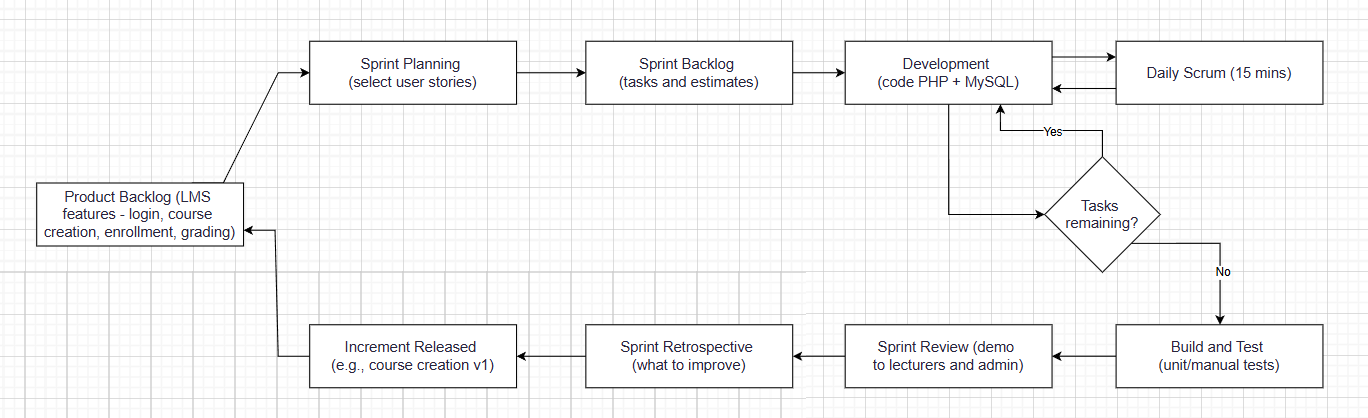 Sprint Planning
(select user stories)
Sprint Backlog
(tasks and estimates)
Development
(code PHP + MySQL)
Daily Scrum (15 mins)
Yes
Product Backlog (LMS
features - login, course
creation, enrollment, grading)
Tasks
remaining?
No
Increment Released
(e.g., course creation v1)
Sprint Retrospective
(what to improve)
Sprint Review (demo
to lecturers and admin)
Build and Test
(unit/manual tests)